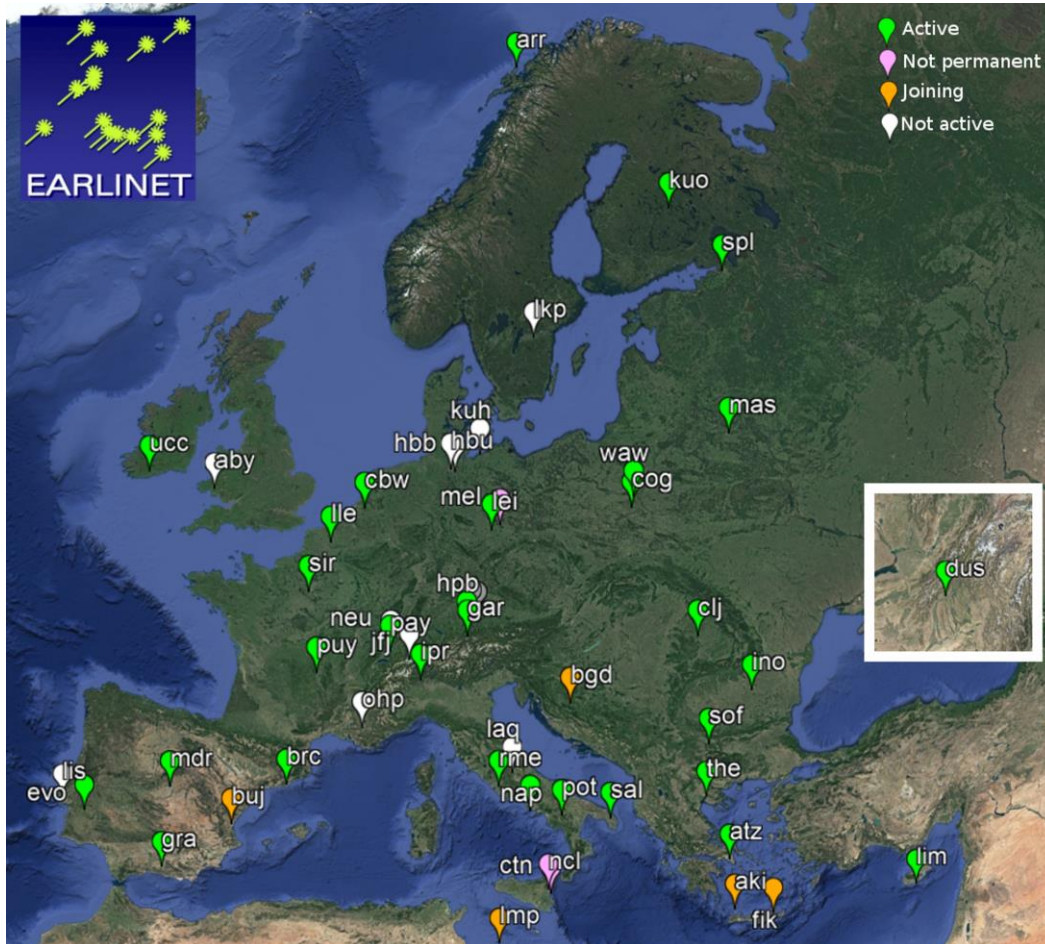 EARLINET
Active
Not permanent
Joining
Not active
arr
kuo
spl
lkp
mas
kuh
hbb
hbu
ucc
aby
waw
cog
cbw
mel
lei
lle
sir
dus
hpb
gar
clj
neu
pay
jfj
puy
ipr
ino
bgd
ohp
sof
laq
lis
mdr
brc
rme
the
evo
buj
nap
pot
sal
gra
atz
ctn
ncl
lim
aki
lmp
fik